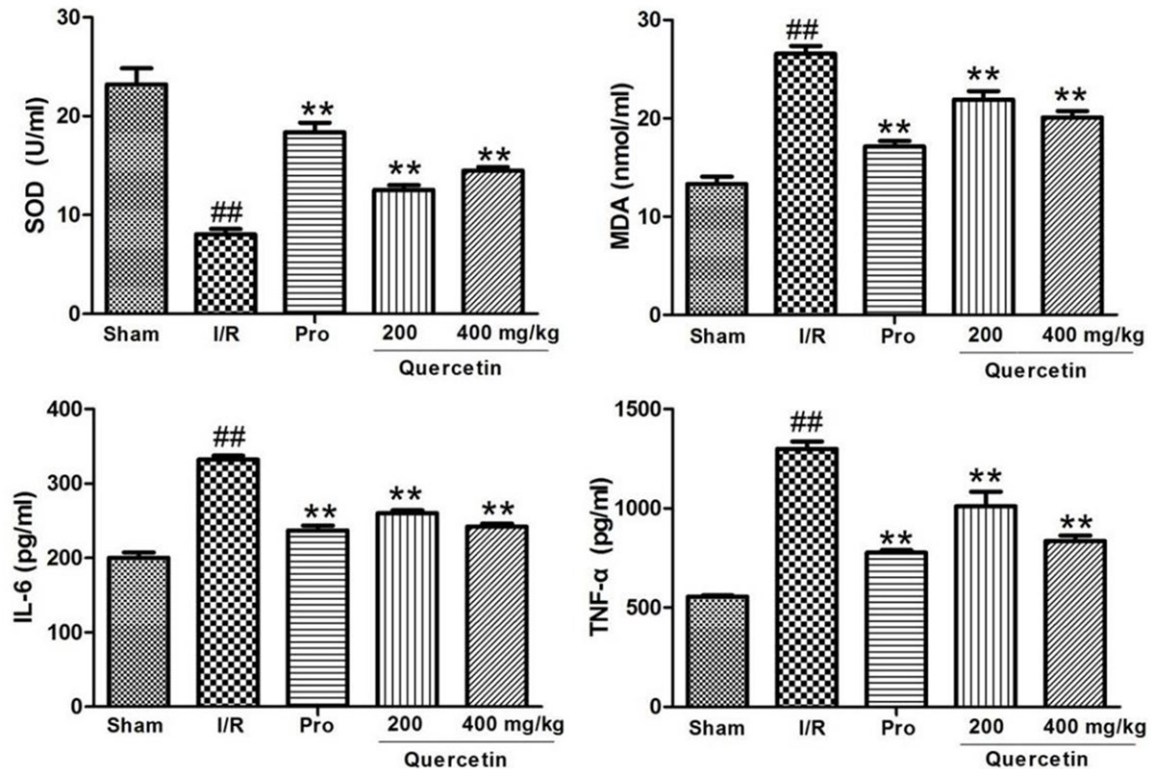 SOD (U/ml)
30
20
10
0
##
**
**
**
Sham I/R Pro 200 400 mg/kg
Quercetin
MDA (nmol/ml)
30
20
10
0
##
**
**
**
Sham I/R Pro 200 400 mg/kg
Quercetin
IL-6 (pg/ml)
400
300
200
100
0
##
**
**
**
Sham I/R Pro 200 400 mg/kg
Quercetin
TNF-α (pg/ml)
1500
1000
500
0
##
**
**
**
Sham I/R Pro 200 400 mg/kg
Quercetin